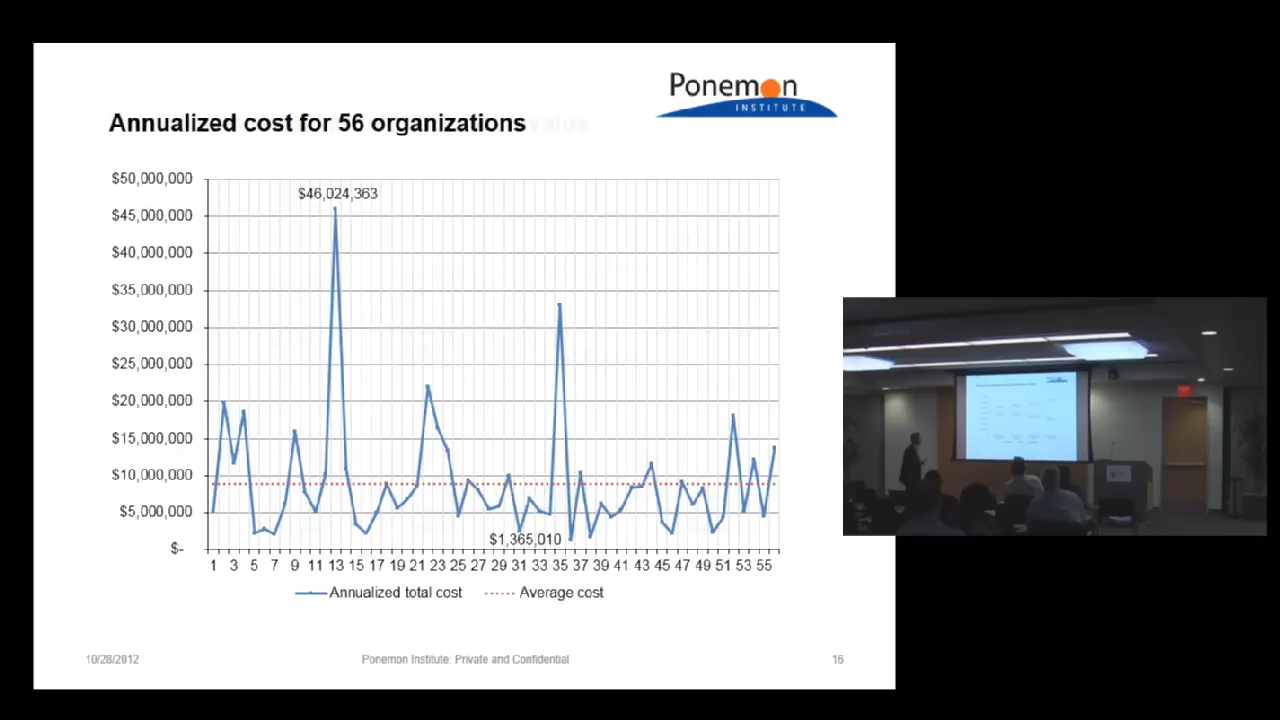 Ponemon
INSTITUTE
Annualized cost for 56 organizations
$50,000,000
$45,000,000
$40,000,000
$35,000,000
$30,000,000
$25,000,000
$20,000,000
$15,000,000
$10,000,000
$5,000,000
$-
$46,024,363
$1,365,010
1 3 5 7 9 11 13 15 17 19 21 23 25 27 29 31 33 35 37 39 41 43 45 47 49 51 53 55
Annualized total cost Average cost
10/28/2012 Ponemon Institute: Private and Confidential 16